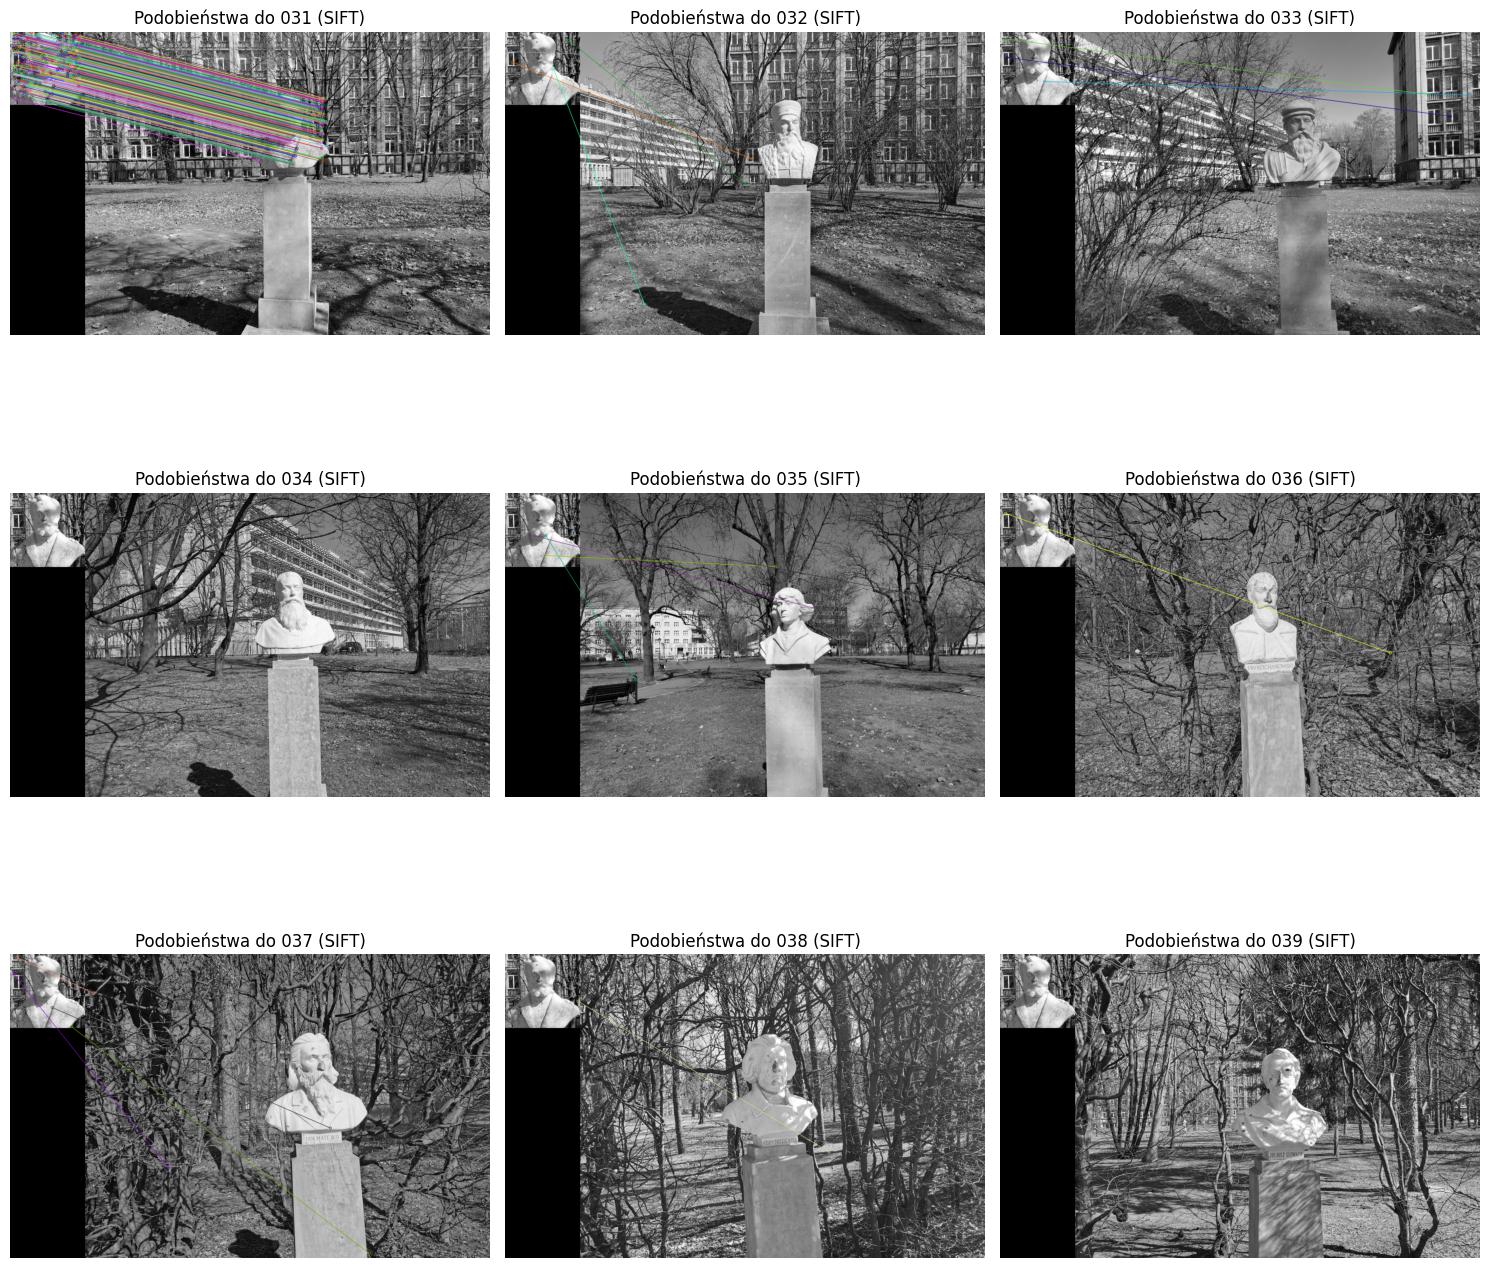 Podobieństwa do 031 (SIFT)
Podobieństwa do 032 (SIFT)
Podobieństwa do 033 (SIFT)
Podobieństwa do 034 (SIFT)
Podobieństwa do 035 (SIFT)
Podobieństwa do 036 (SIFT)
Podobieństwa do 037 (SIFT)
Podobieństwa do 038 (SIFT)
Podobieństwa do 039 (SIFT)